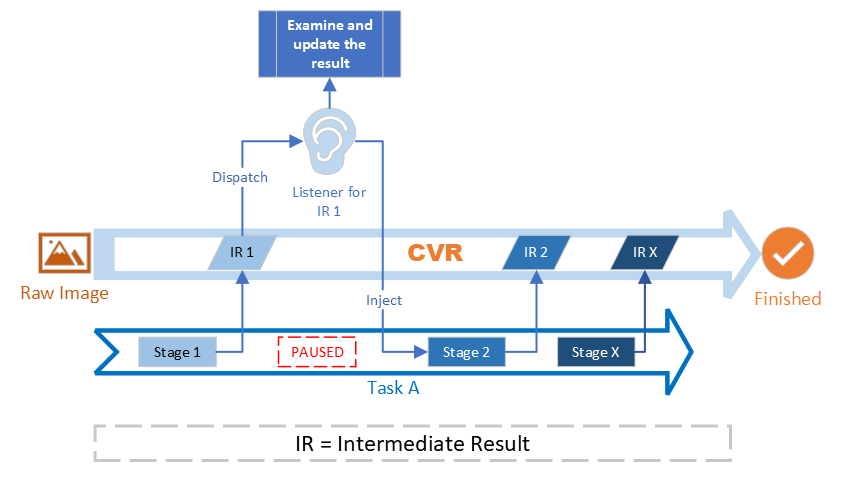 Examine and
update the
result
Dispatch
Listener for
IR 1
IR 1
CVR
IR 2
IR X
Raw Image
Inject
Finished
Stage 1
PAUSED
Stage 2
Stage X
Task A
IR = Intermediate Result